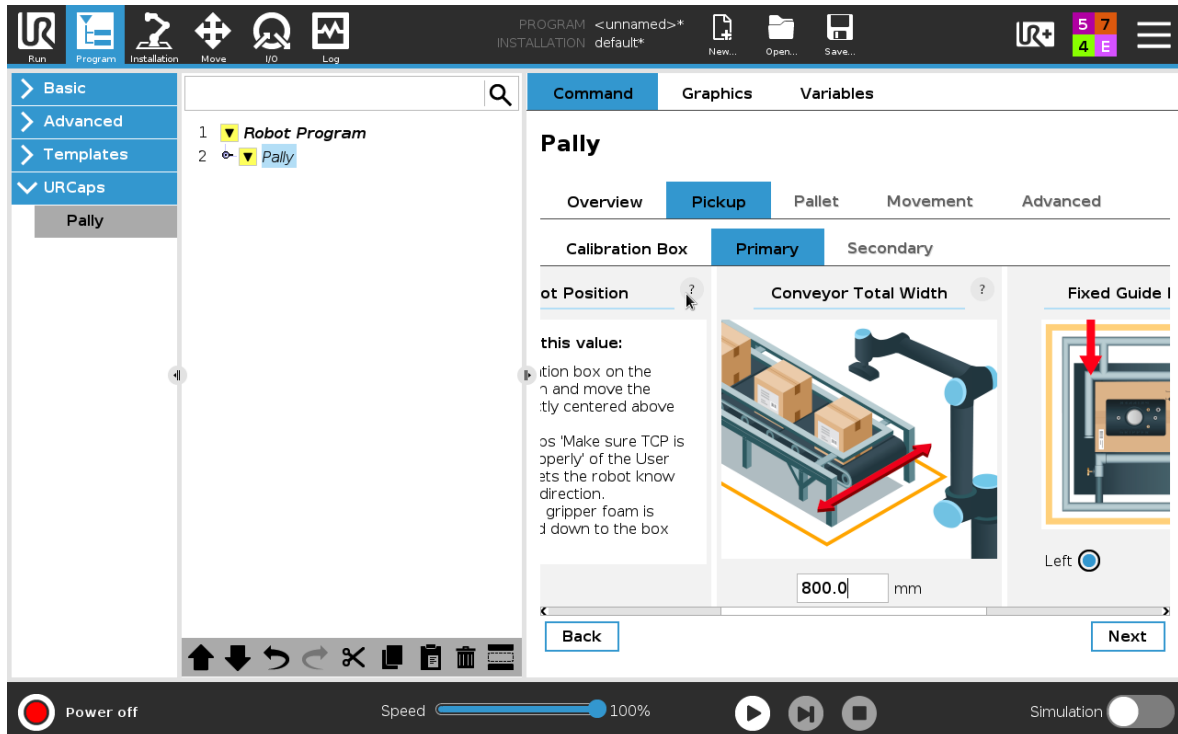 PROGRAM <unnamed>*
INSTALLATION default*
Run
Program
Installation
Move
I/O
Log
New...
Open...
Save...
UR+
5 7
4 E
Basic
Advanced
Templates
URCaps
Pally
1 Robot Program
2 Pally
Command Graphics Variables
Pally
Overview Pickup Pallet Movement Advanced
Calibration Box Primary Secondary
ot Position ?
this value:
tion box on the
n and move the
tly centered above
ps 'Make sure TCP is
operly' of the User
ets the robot know
direction.
gripper foam is
d down to the box
Conveyor Total Width ?
800.0 mm
Fixed Guide
Left
Back Next
Power off
Speed 100%
Simulation